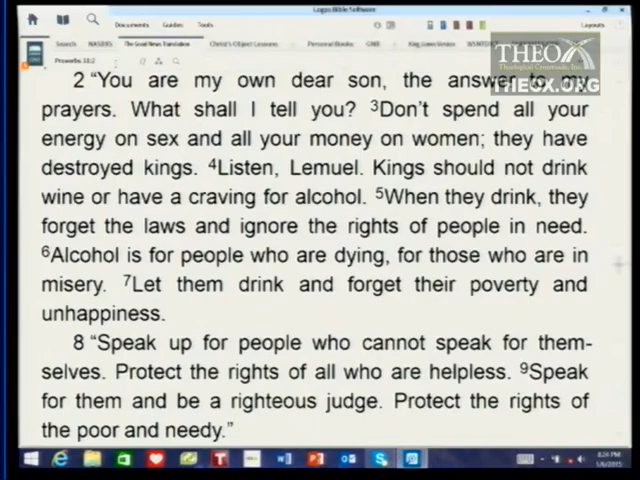 Logos Bible Software
Documents Guides Tools
Layouts
Search NASB95 The Good News Translation Christ's Object Lessons Personal Books GNB King James Version
Proverbs 31:2
THEOX
THEOX.ORG
2 “You are my own dear son, the answer to my
prayers. What shall I tell you? 3Don’t spend all your
energy on sex and all your money on women; they have
destroyed kings. 4Listen, Lemuel. Kings should not drink
wine or have a craving for alcohol. 5When they drink, they
forget the laws and ignore the rights of people in need.
6Alcohol is for people who are dying, for those who are in
misery. 7Let them drink and forget their poverty and
unhappiness.
8 “Speak up for people who cannot speak for them-
selves. Protect the rights of all who are helpless. 9Speak
for them and be a righteous judge. Protect the rights of
the poor and needy.”
8:24 PM
1/6/2015